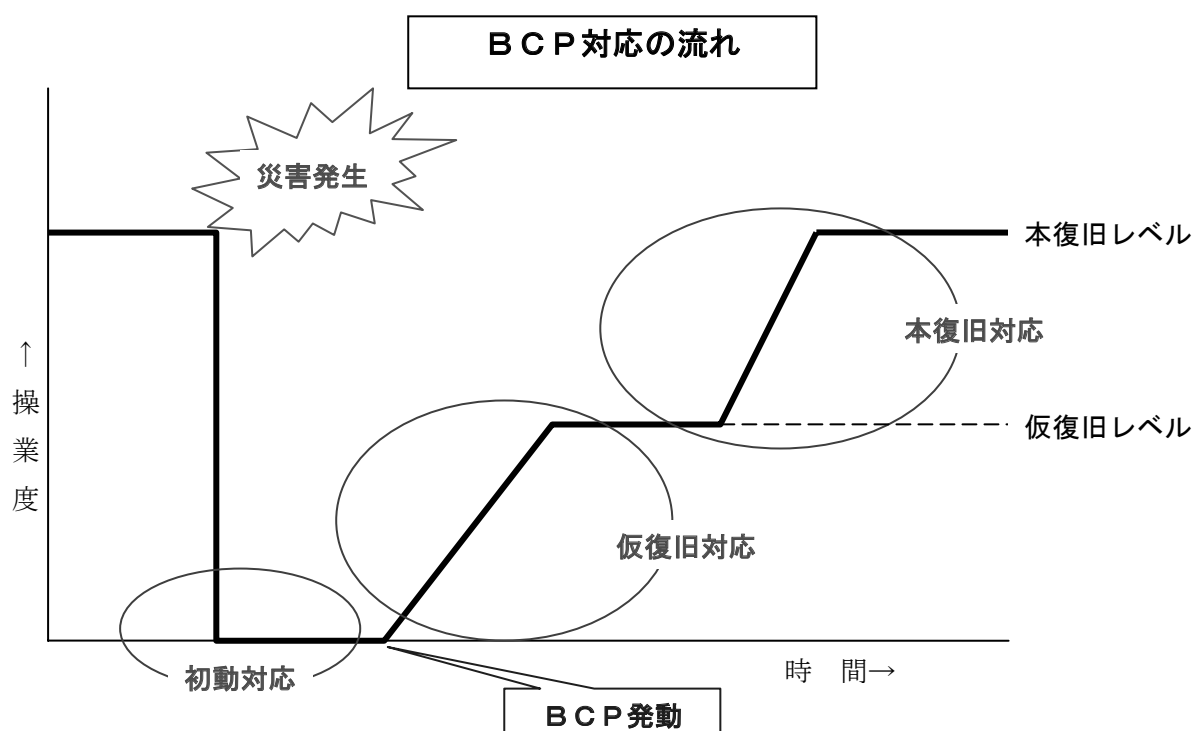 ＢＣＰ対応の流れ
災害発生
本復旧レベル
本復旧対応
↑操業度
仮復旧レベル
仮復旧対応
初動対応
時　間→
ＢＣＰ発動